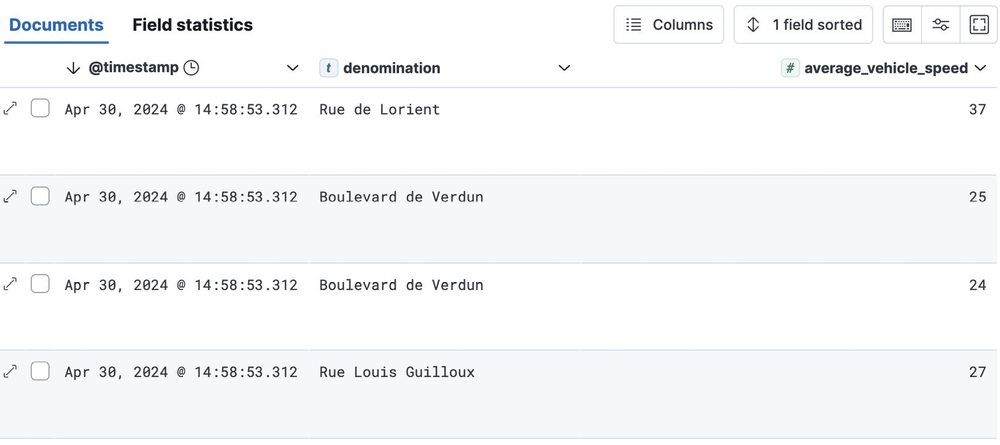 Documents Field statistics Columns 1 field sorted
@timestamp t denomination # average_vehicle_speed
Apr 30, 2024 @ 14:58:53.312 Rue de Lorient 37
Apr 30, 2024 @ 14:58:53.312 Boulevard de Verdun 25
Apr 30, 2024 @ 14:58:53.312 Boulevard de Verdun 24
Apr 30, 2024 @ 14:58:53.312 Rue Louis Guilloux 27